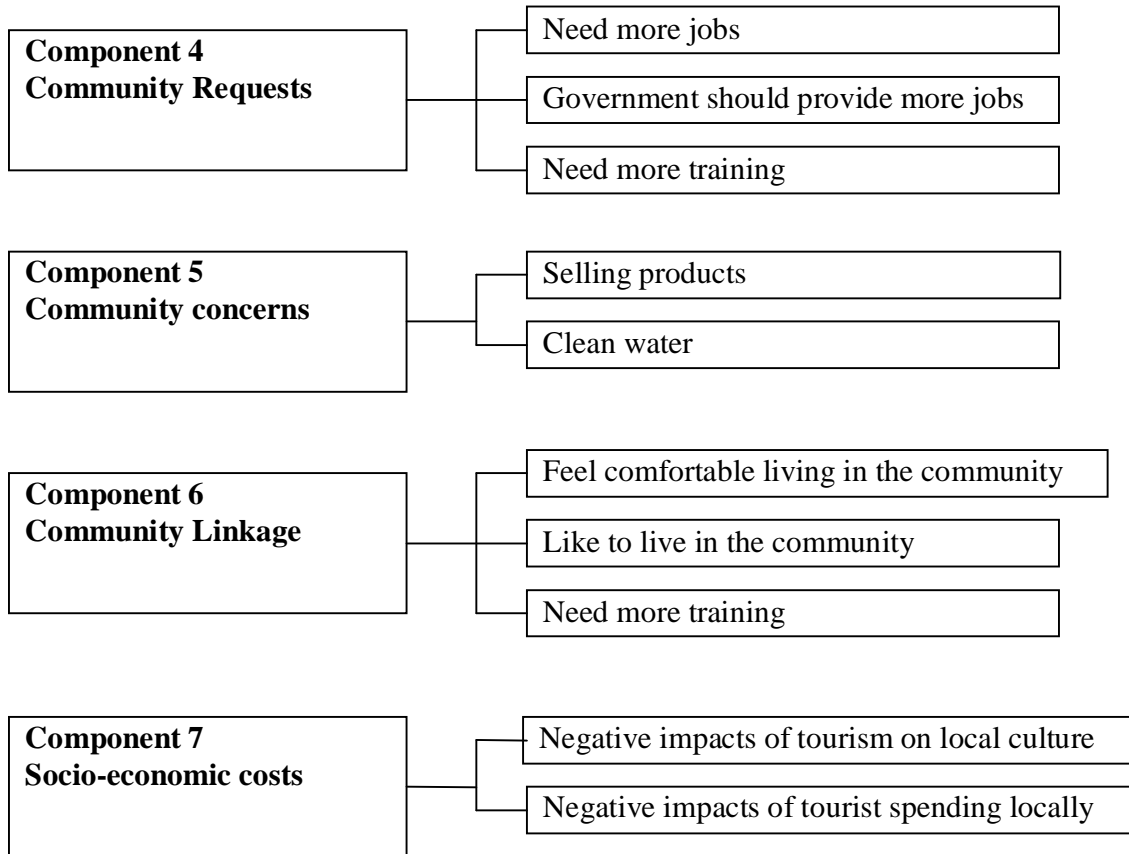 Component 4
Community Requests
Need more jobs
Government should provide more jobs
Need more training
Component 5
Community concerns
Selling products
Clean water
Component 6
Community Linkage
Feel comfortable living in the community
Like to live in the community
Need more training
Component 7
Socio-economic costs
Negative impacts of tourism on local culture
Negative impacts of tourist spending locally